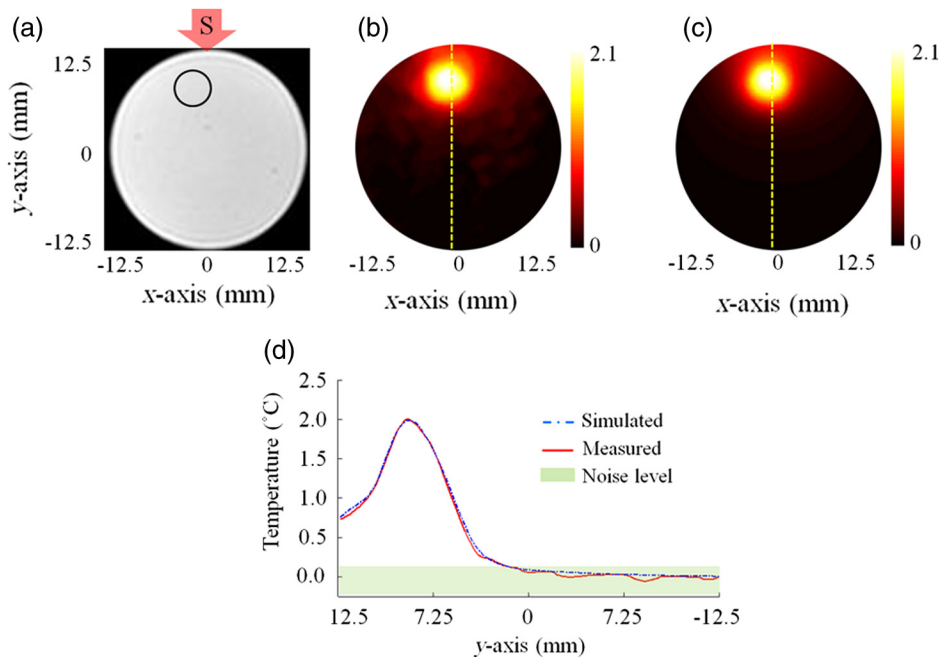 (a)
S
12.5
0
-12.5
y-axis (mm)
-12.5 0 12.5
x-axis (mm)
(b)
2.1
0
-12.5 0 12.5
x-axis (mm)
(c)
2.1
0
-12.5 0 12.5
x-axis (mm)
(d)
2.5
2.0
1.5
1.0
0.5
0.0
Temperature (°C)
Simulated
Measured
Noise level
12.5 7.25 0 7.25 -12.5
y-axis (mm)